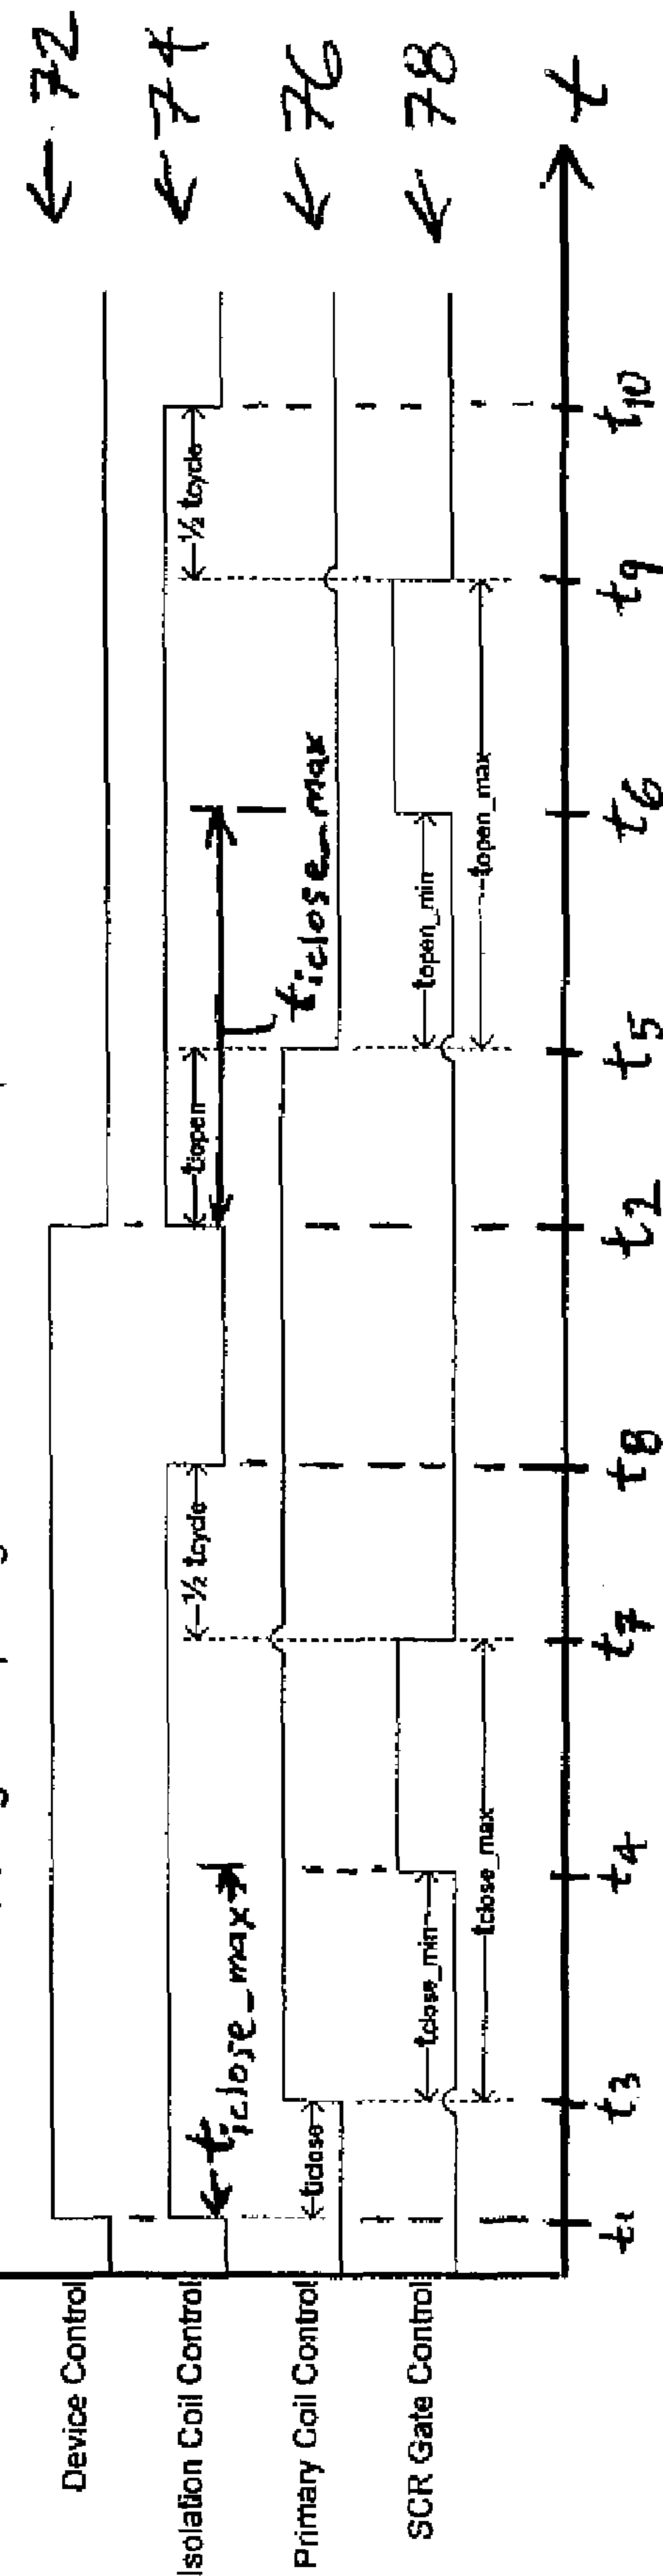 Device Control
← 72
Isolation Coil Control
ticlose_max
tiopen
ticlose_max
½ tcycle
½ tcycle
← 74
Primary Coil Control
ticlose
← 76
SCR Gate Control
tclose_min
tclose_max
topen_min
topen_max
← 78
t
t1
t3
t4
t7
t8
t2
t5
t6
t9
t10